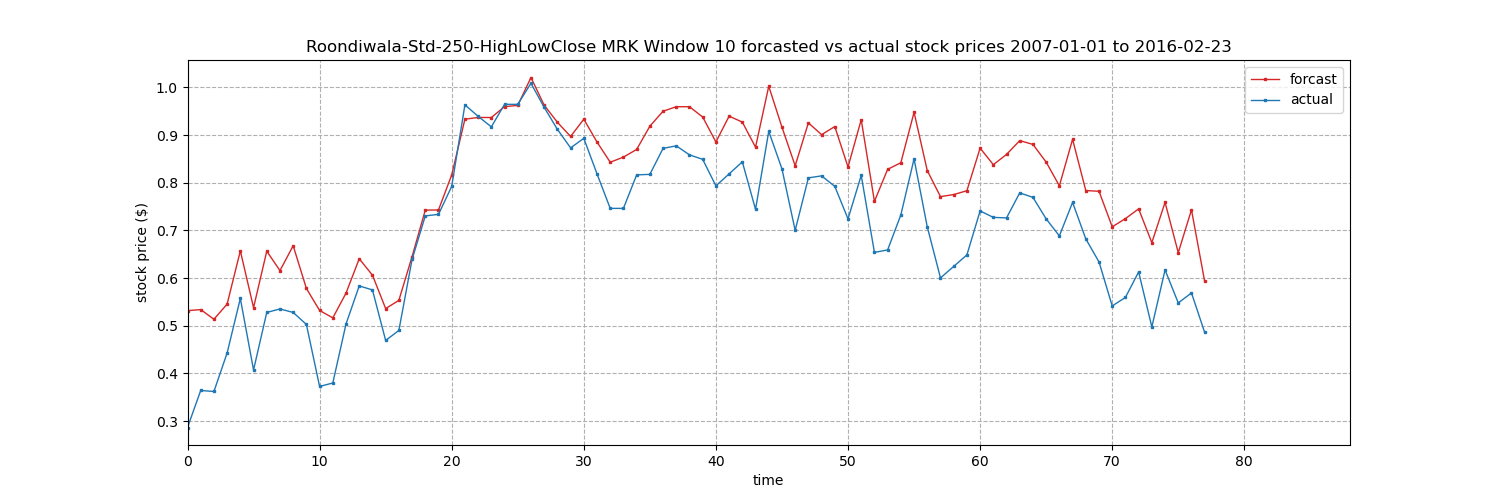 Roondiwala-Std-250-HighLowClose MRK Window 10 forcasted vs actual stock prices 2007-01-01 to 2016-02-23
forcast
actual
stock price ($)
1.0
0.9
0.8
0.7
0.6
0.5
0.4
0.3
0 10 20 30 40 50 60 70 80
time